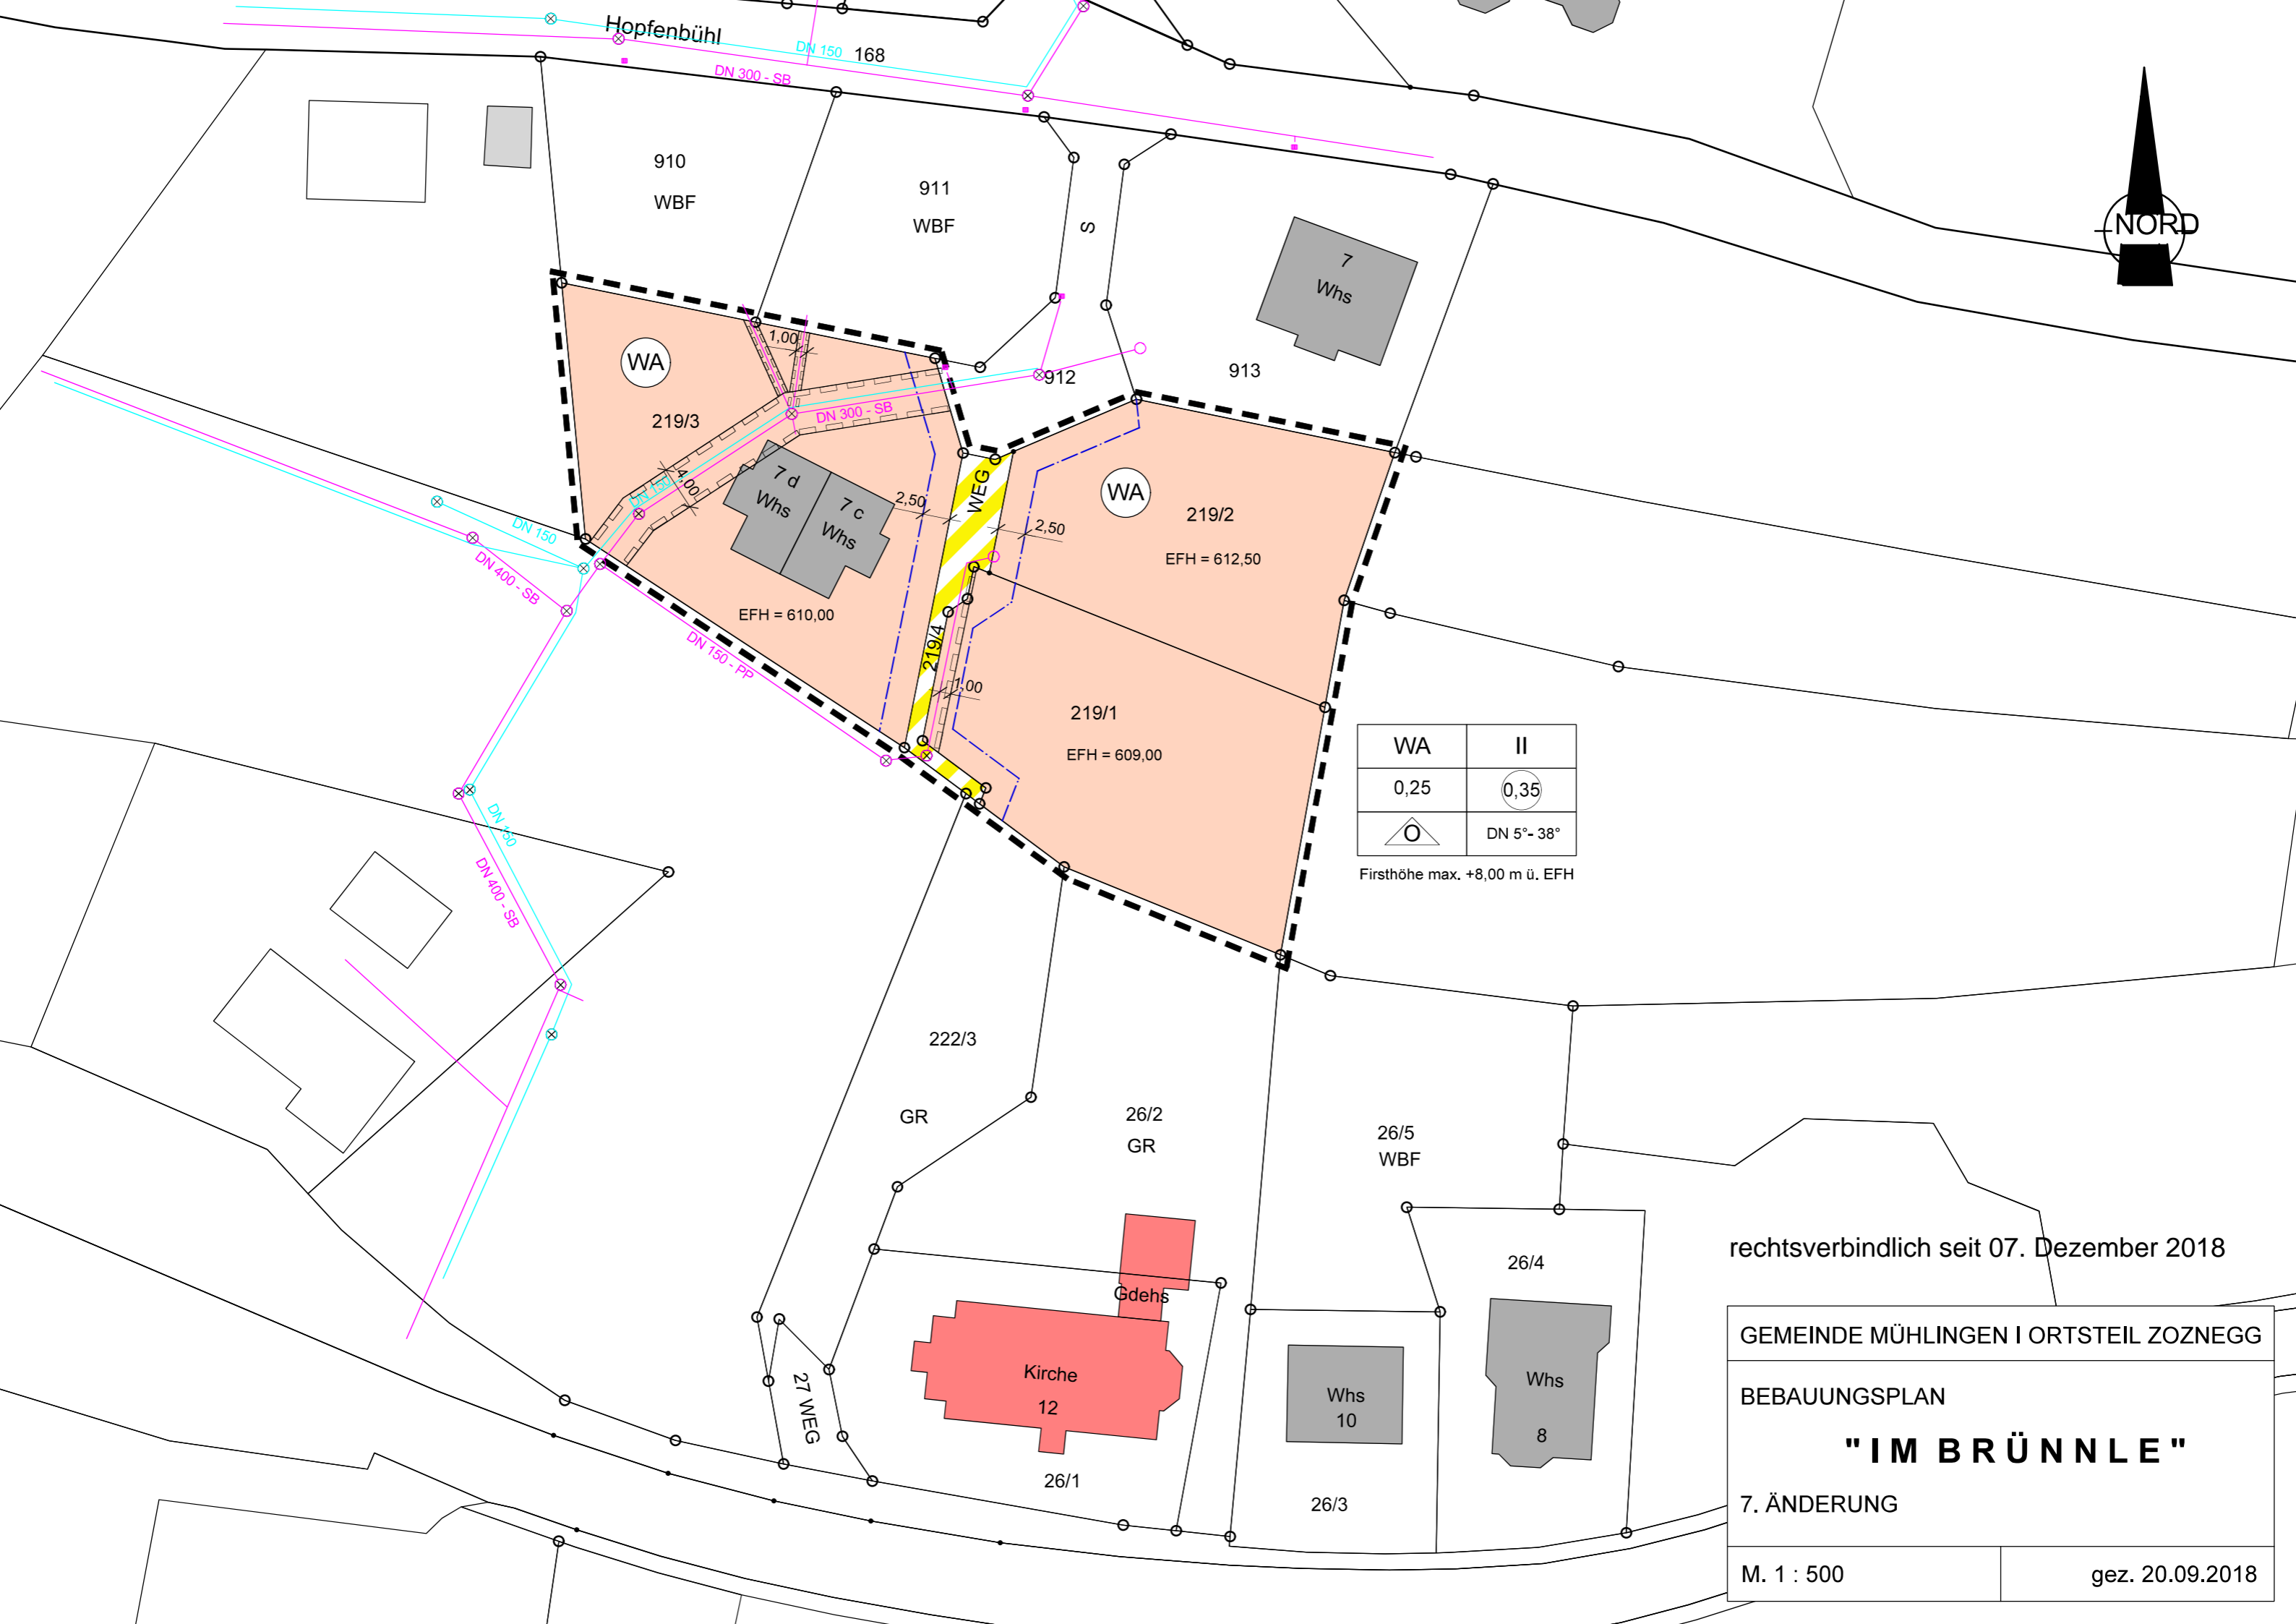 Hopfenbühl
DN 150
168
DN 300 - SB
NORD
910
WBF
911
WBF
S
7
Whs
1,00
WA
912
913
219/3
DN 300 - SB
4,00
DN 150
7 d
Whs
7 c
Whs
2,50
WEG
2,50
WA
219/2
EFH = 612,50
DN 150
DN 400 - SB
EFH = 610,00
DN 150 - PP
219/4
1,00
219/1
EFH = 609,00
WA
II
0,25
0,35
O
DN 5°- 38°
Firsthöhe max. +8,00 m ü. EFH
DN 150
DN 400 - SB
222/3
GR
26/2
GR
26/5
WBF
26/4
Gdehs
Kirche
12
27 WEG
26/1
Whs
10
26/3
Whs
8
rechtsverbindlich seit 07. Dezember 2018
GEMEINDE MÜHLINGEN I ORTSTEIL ZOZNEGG
BEBAUUNGSPLAN
"IM BRÜNNLE"
7. ÄNDERUNG
M. 1 : 500
gez. 20.09.2018